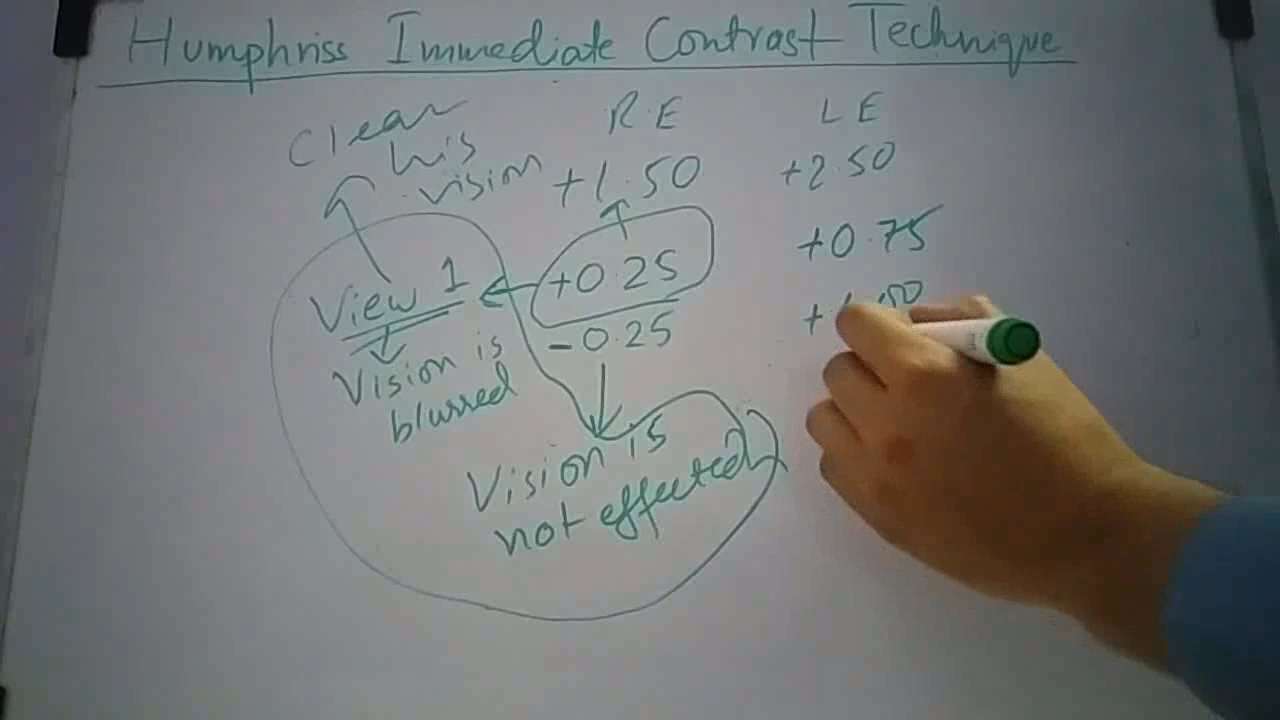 Humphriss Immediate Contrast Technique
R.E LE
Clear
his
vision
+1.50 +2.50
+0.75
View 1 +0.25
-0.25
Vision is
blurred
Vision is
not effected